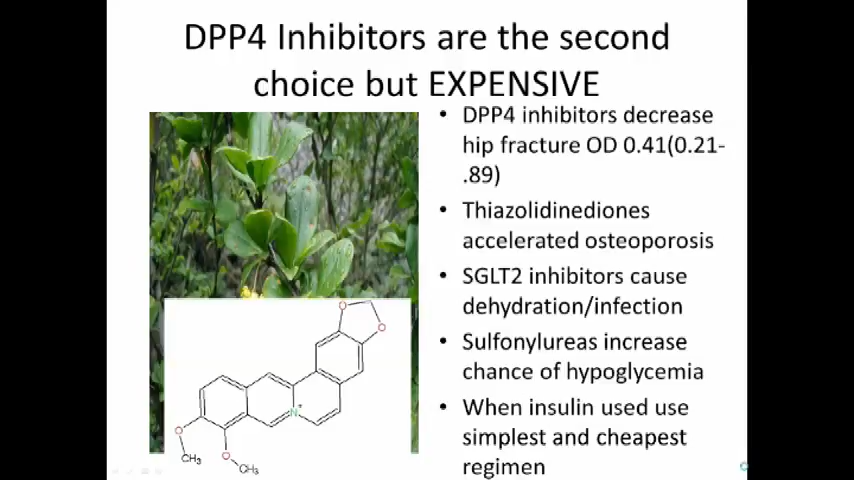 DPP4 Inhibitors are the second
choice but EXPENSIVE
• DPP4 inhibitors decrease
hip fracture OD 0.41(0.21-
.89)
• Thiazolidinediones
accelerated osteoporosis
• SGLT2 inhibitors cause
dehydration/infection
• Sulfonylureas increase
chance of hypoglycemia
• When insulin used use
simplest and cheapest
regimen
O
O
N+
O
CH3
O
CH3